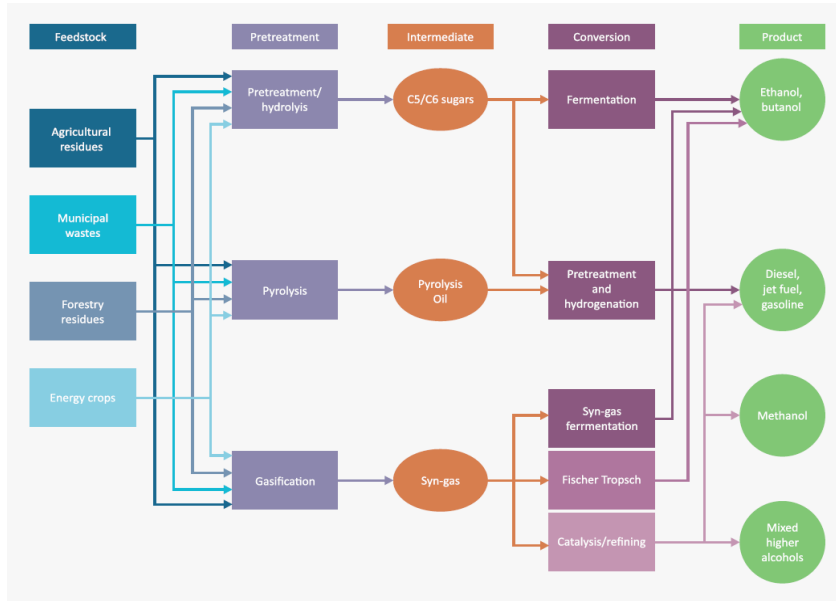 Feedstock
Pretreatment
Intermediate
Conversion
Product
Agricultural
residues
Municipal
wastes
Forestry
residues
Energy crops
Pretreatment/
hydrolyis
Pyrolysis
Gasification
C5/C6 sugars
Pyrolysis
Oil
Syn-gas
Fermentation
Pretreatment
and
hydrogenation
Syn-gas
ferrmentation
Fischer Tropsch
Catalysis/refining
Ethanol,
butanol
Diesel,
jet fuel,
gasoline
Methanol
Mixed
higher
alcohols